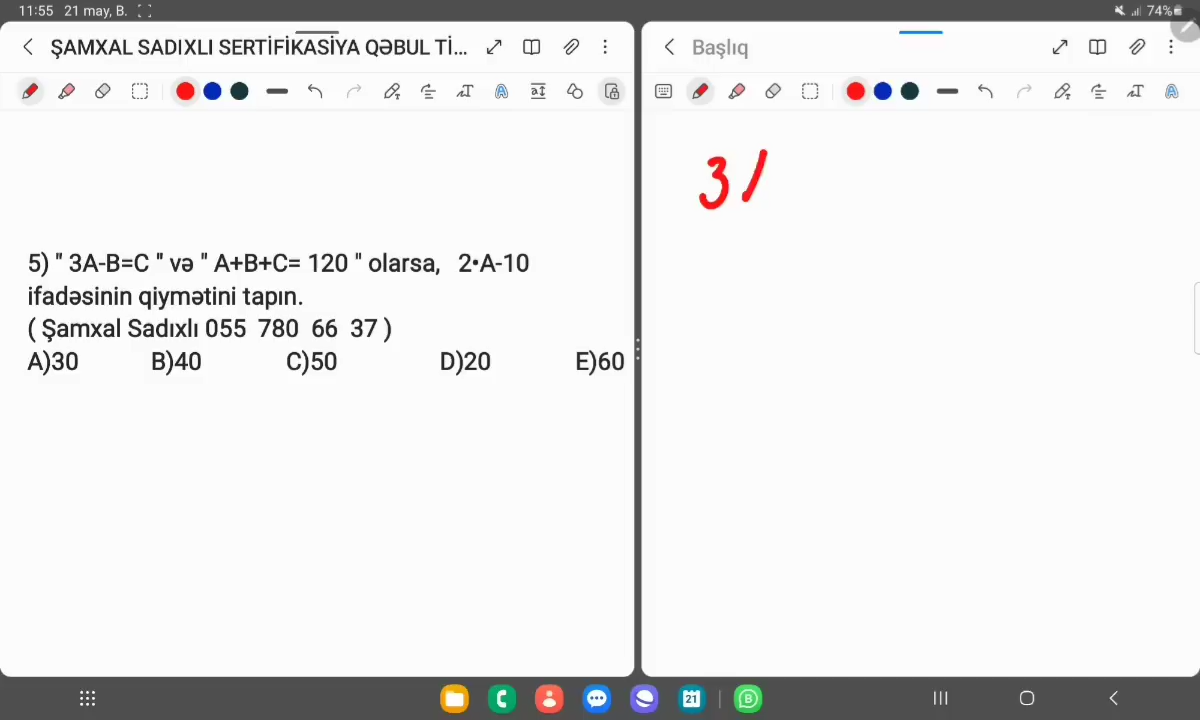 11:55 21 may, B. 74%
ŞAMXAL SADIXLI SERTİFİKASİYA QƏBUL Tİ...
Başlıq
3/
5) " 3A-B=C " və " A+B+C= 120 " olarsa, 2•A-10
ifadəsinin qiymətini tapın.
( Şamxal Sadıxlı 055 780 66 37 )
A)30 B)40 C)50 D)20 E)60
21